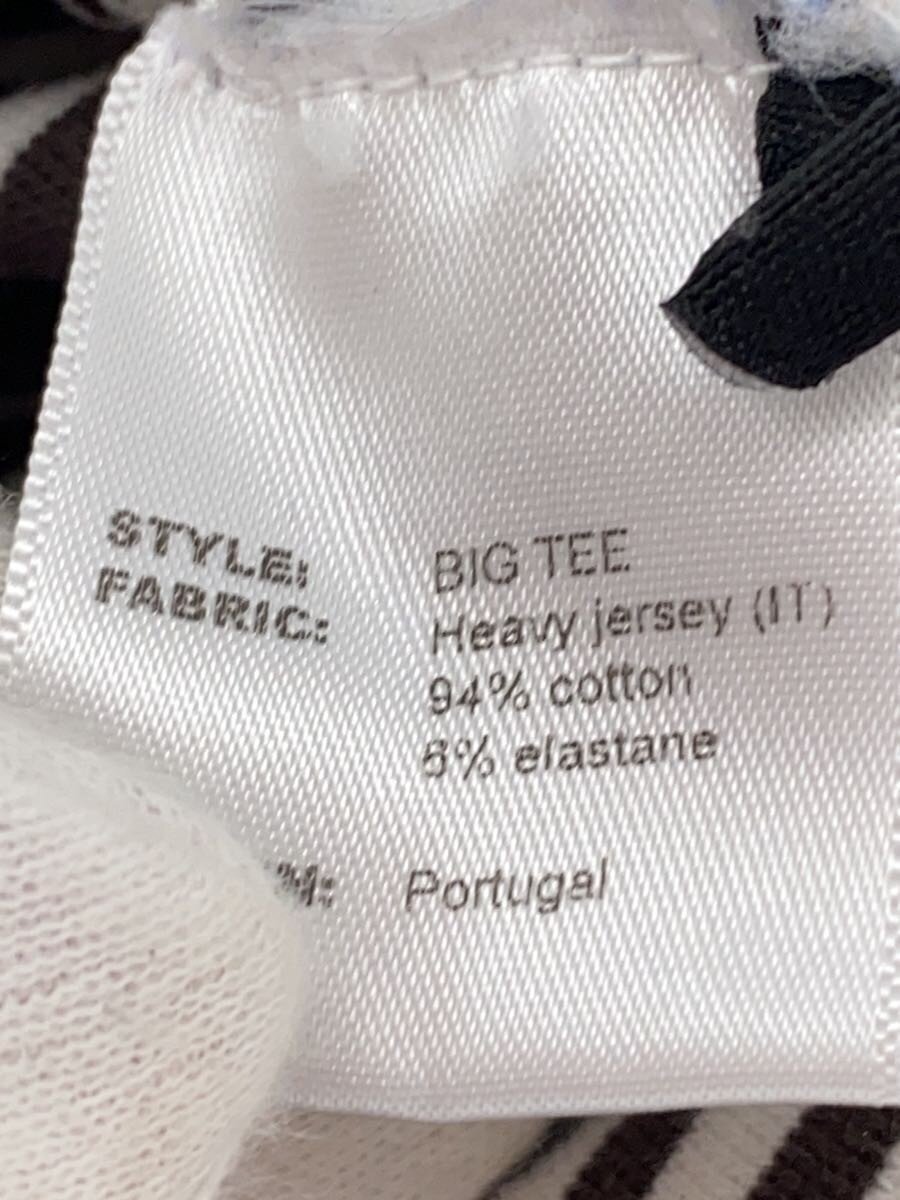 STYLE: BIG TEE
FABRIC: Heavy jersey (IT)
94% cotton
6% elastane
Portugal